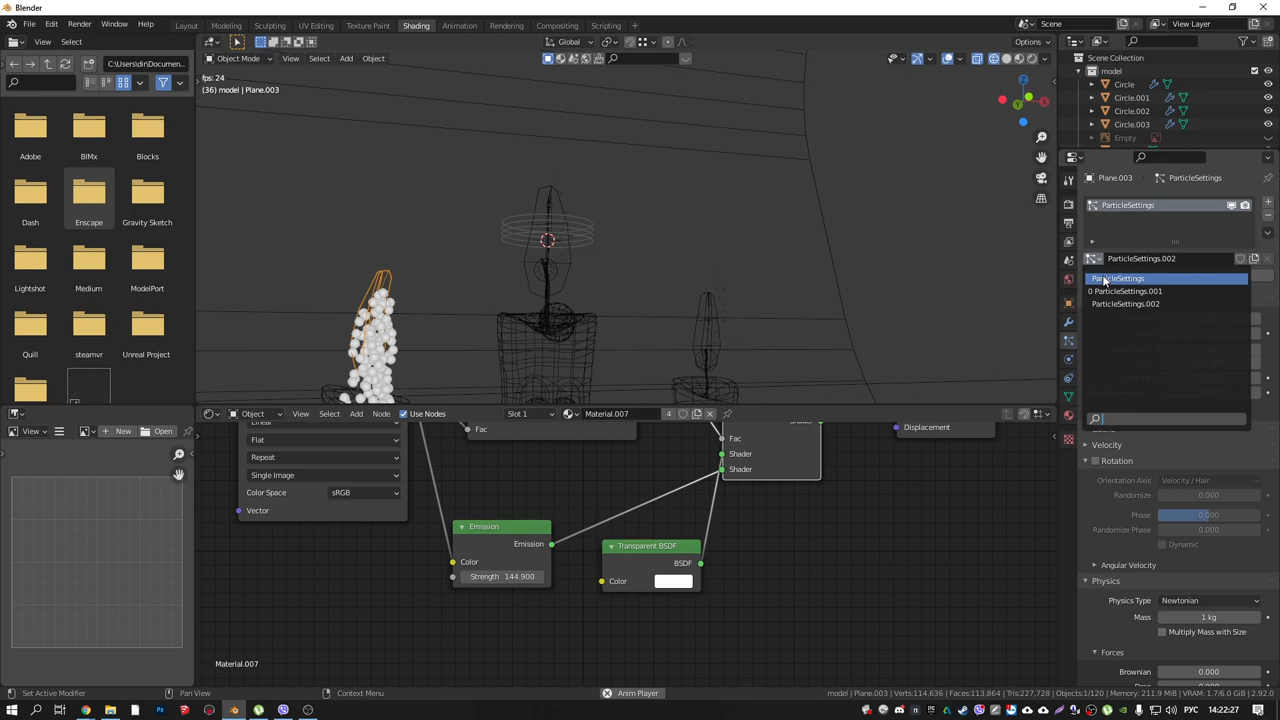 Blender
File Edit Render Window Help
Layout Modeling Sculpting UV Editing Texture Paint Shading Animation Rendering Compositing Scripting
Scene
View Layer
View Select
Global
Options
C:\Users\dir\Documen...
Object Mode View Select Add Object
fps: 24
(36) model | Plane.003
Z
X
Y
Scene Collection
model
Circle
Circle.001
Circle.002
Circle.003
Empty
Adobe BIMx Blocks
Dash Enscape Gravity Sketch
Lightshot Medium ModelPort
Quill steamvr Unreal Project
Plane.003 ParticleSettings
ParticleSettings
ParticleSettings.002
ParticleSettings
0 ParticleSettings.001
ParticleSettings.002
Velocity
Rotation
Orientation Axis Velocity / Hair
Randomize 0.000
Phase 0.000
Randomize Phase 0.000
Dynamic
Angular Velocity
Physics
Physics Type Newtonian
Mass 1 kg
Multiply Mass with Size
Forces
Brownian 0.000
View New Open
Object View Select Add Node Use Nodes Slot 1 Material.007 4
Linear
Flat
Repeat
Single Image
Color Space sRGB
Vector
Fac
Fac
Shader
Shader
Displacement
Emission
Emission
Color
Strength 144.900
Transparent BSDF
BSDF
Color
Material.007
Set Active Modifier Pan View Context Menu Anim Player model | Plane.003 | Verts:114,636 | Faces:113,864 | Tris:227,728 | Objects:1/120 | Memory: 211.9 MiB | VRAM: 1.7/6.0 GiB | 2.92.0
РУС 14:22:27